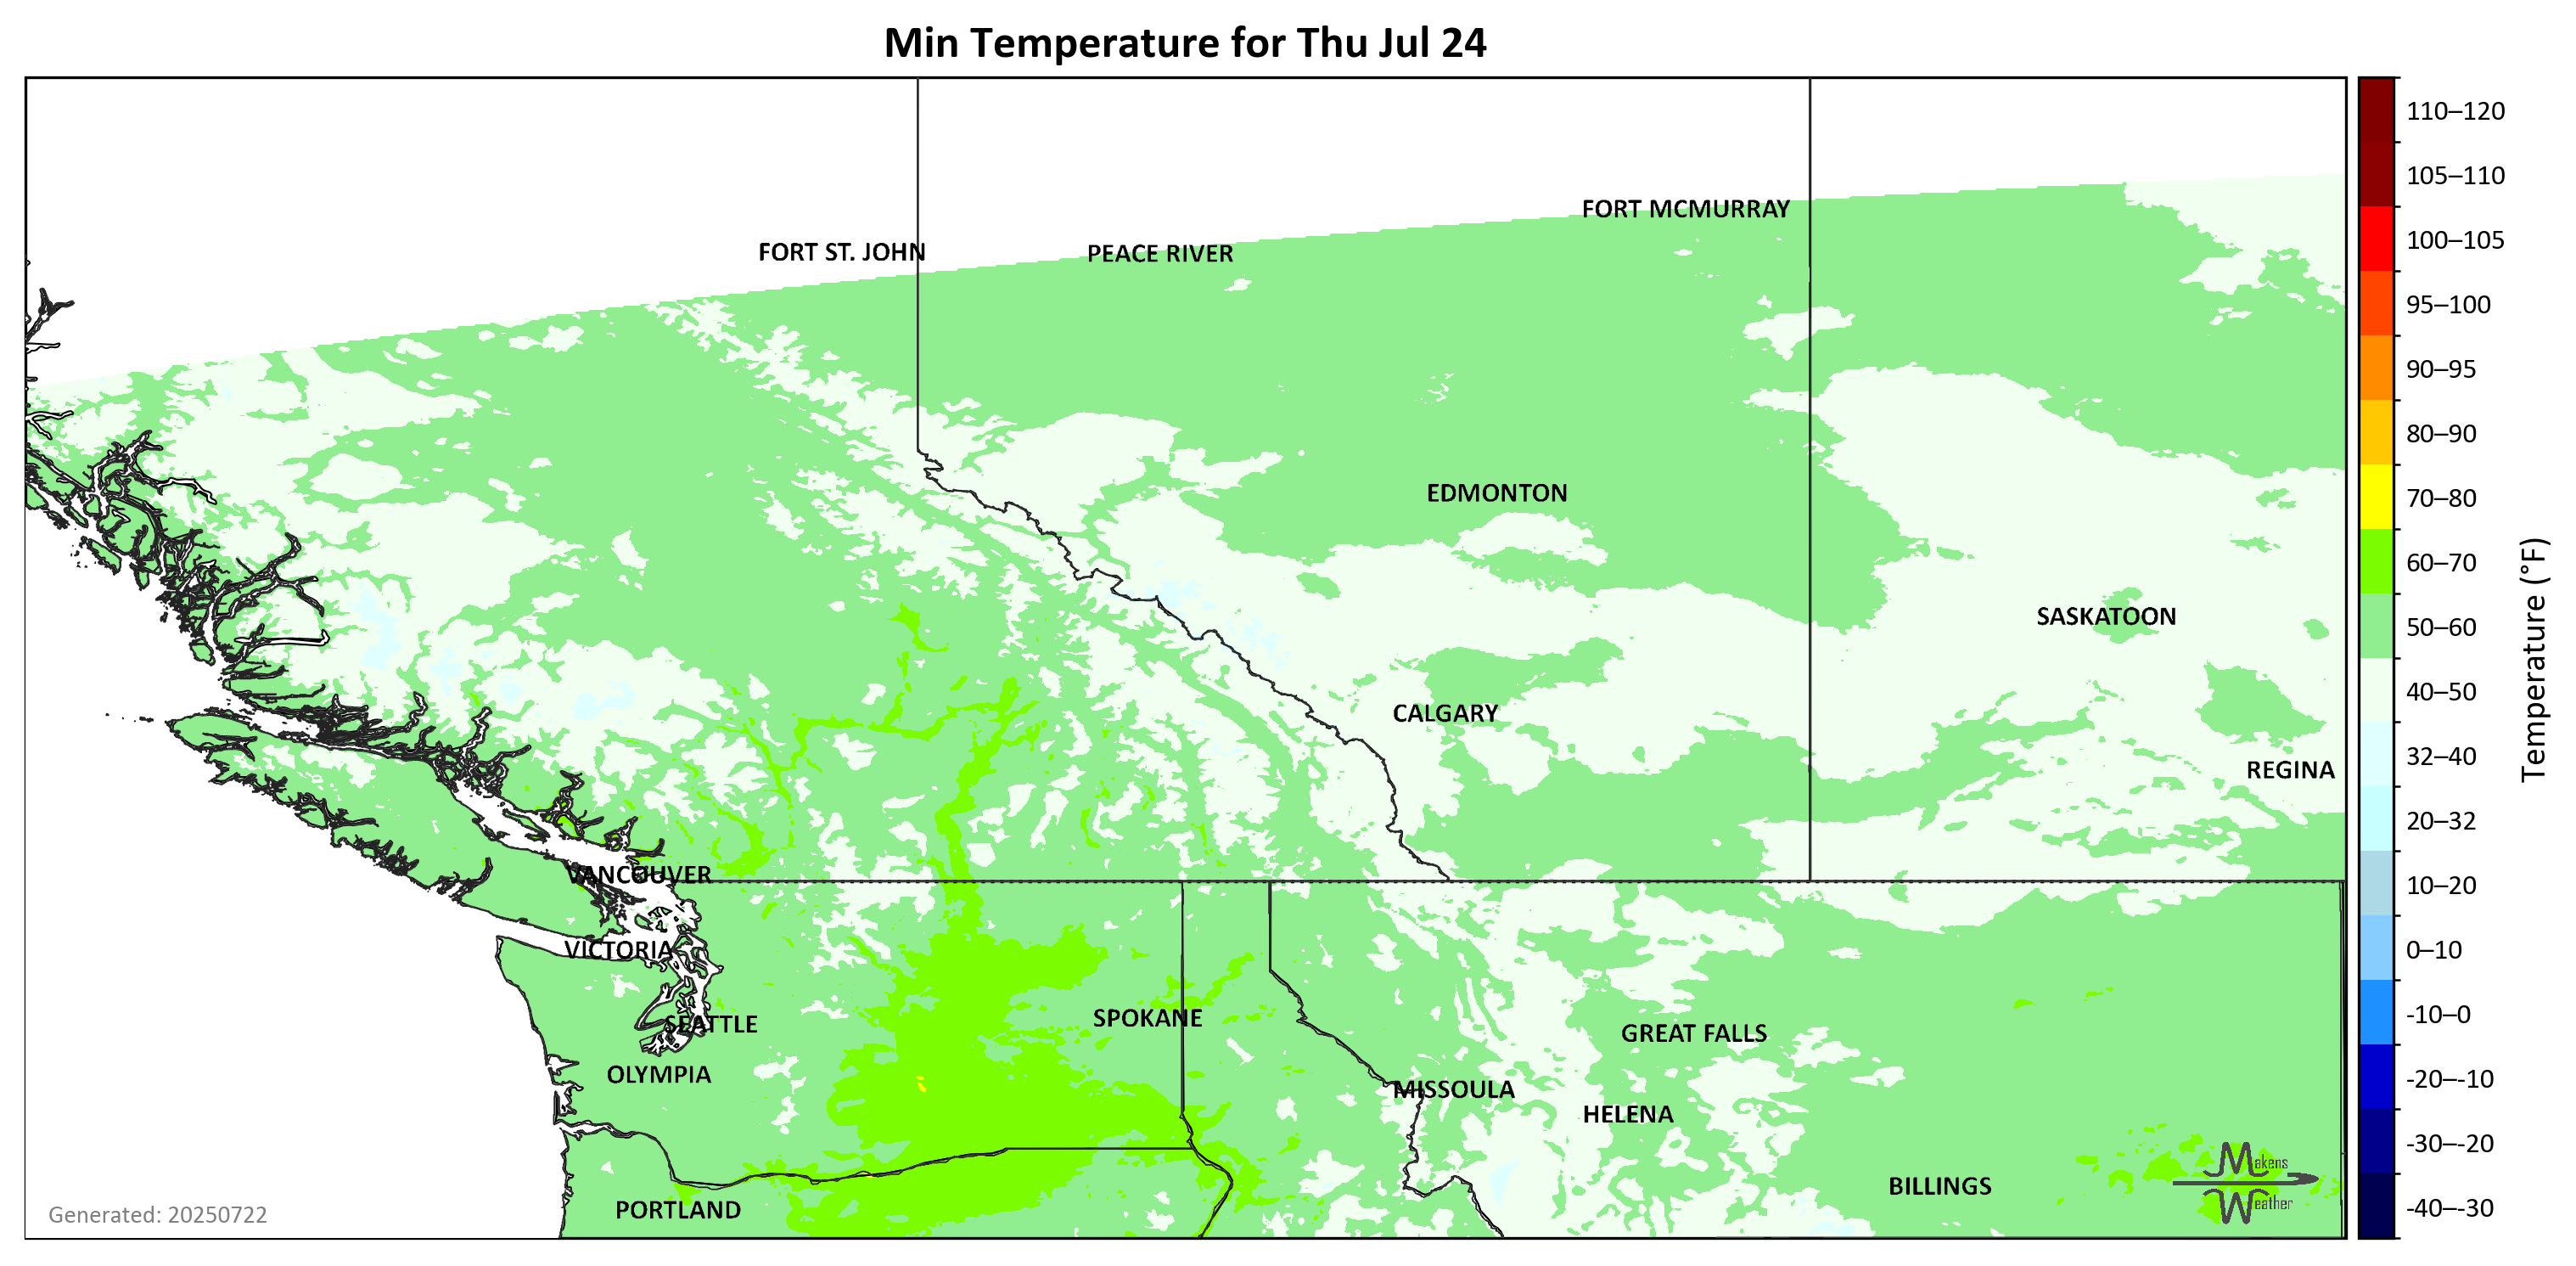 Min Temperature for Thu Jul 24
110–120
105–110
FORT MCMURRAY
100–105
FORT ST. JOHN
PEACE RIVER
95–100
90–95
80–90
EDMONTON
70–80
60–70
SASKATOON
50–60
Temperature (°F)
40–50
CALGARY
32–40
REGINA
20–32
VANCOUVER
10–20
VICTORIA
0–10
SPOKANE
-10–0
SEATTLE
GREAT FALLS
OLYMPIA
-20–-10
MISSOULA
HELENA
-30–-20
Makens
Weather
BILLINGS
-40–-30
PORTLAND
Generated: 20250722